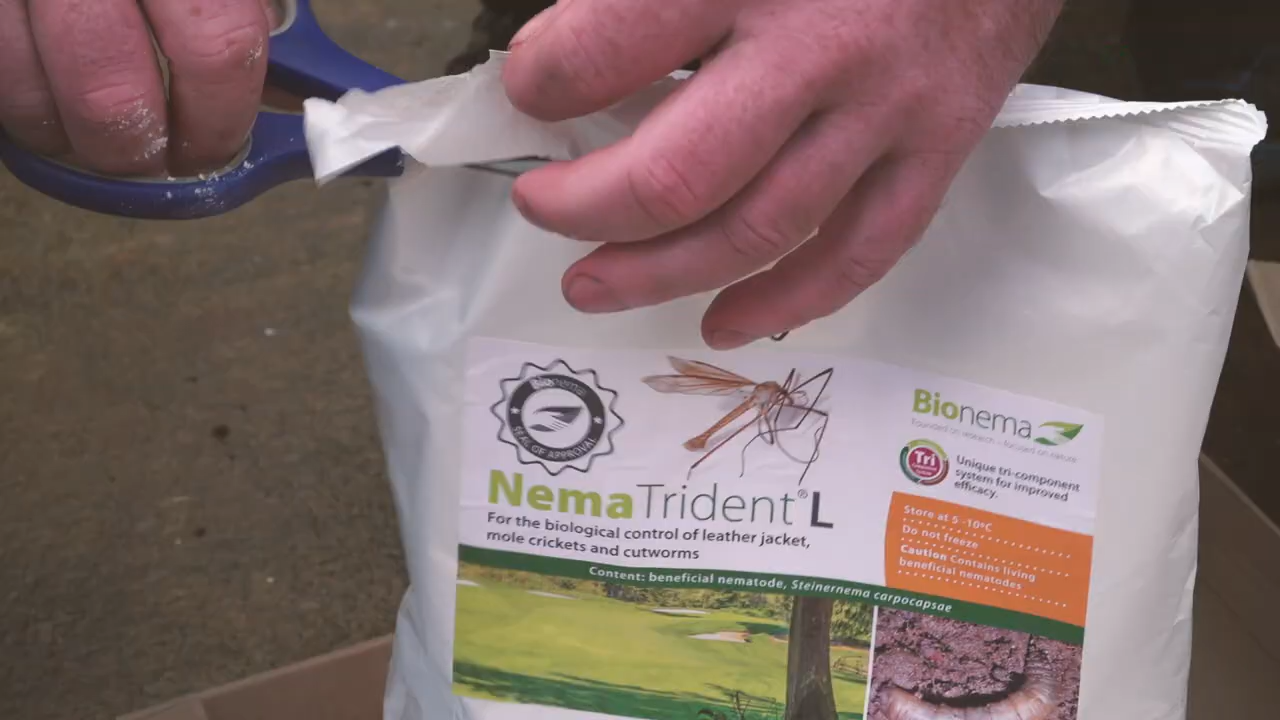 Bionema
SEAL OF APPROVAL
Bionema
Founded on research - focused on nature
Tri
Unique tri-component
system for improved
efficacy.
NemaTrident® L
For the biological control of leather jacket,
mole crickets and cutworms
Store at 5 -10°C
Do not freeze
Caution Contains living
beneficial nematodes
Content: beneficial nematode, Steinernema carpocapsae